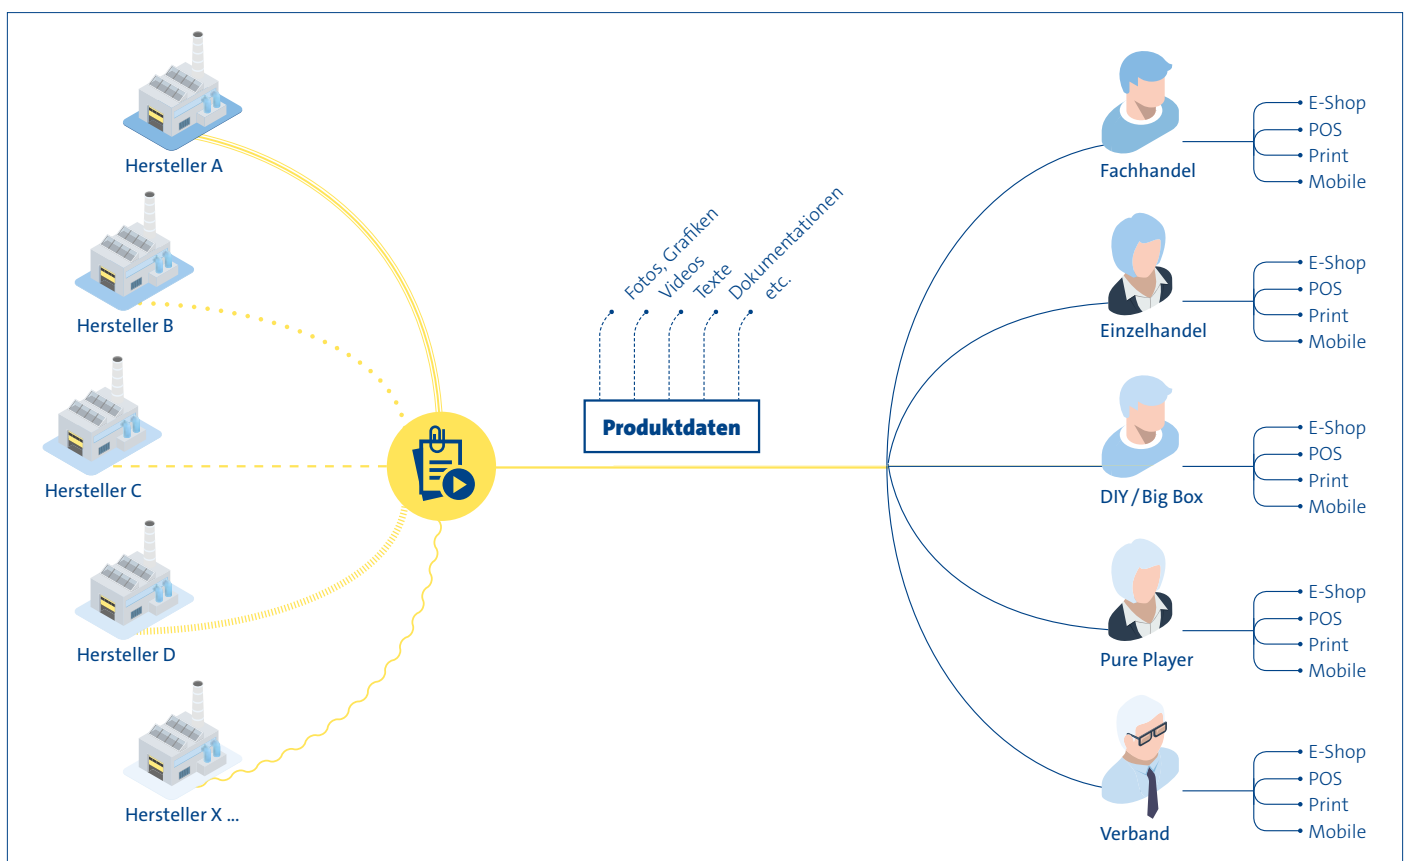 Hersteller A
Hersteller B
Hersteller C
Hersteller D
Hersteller X ...
Fotos, Grafiken
Videos
Texte
Dokumentationen
etc.
Produktdaten
Fachhandel
E-Shop
POS
Print
Mobile
Einzelhandel
E-Shop
POS
Print
Mobile
DIY / Big Box
E-Shop
POS
Print
Mobile
Pure Player
E-Shop
POS
Print
Mobile
Verband
E-Shop
POS
Print
Mobile